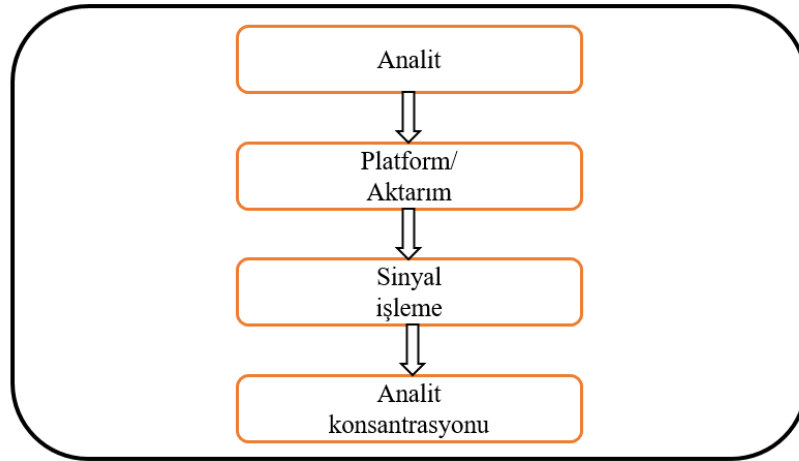 Analit
Platform/
Aktarım
Sinyal
işleme
Analit
konsantrasyonu